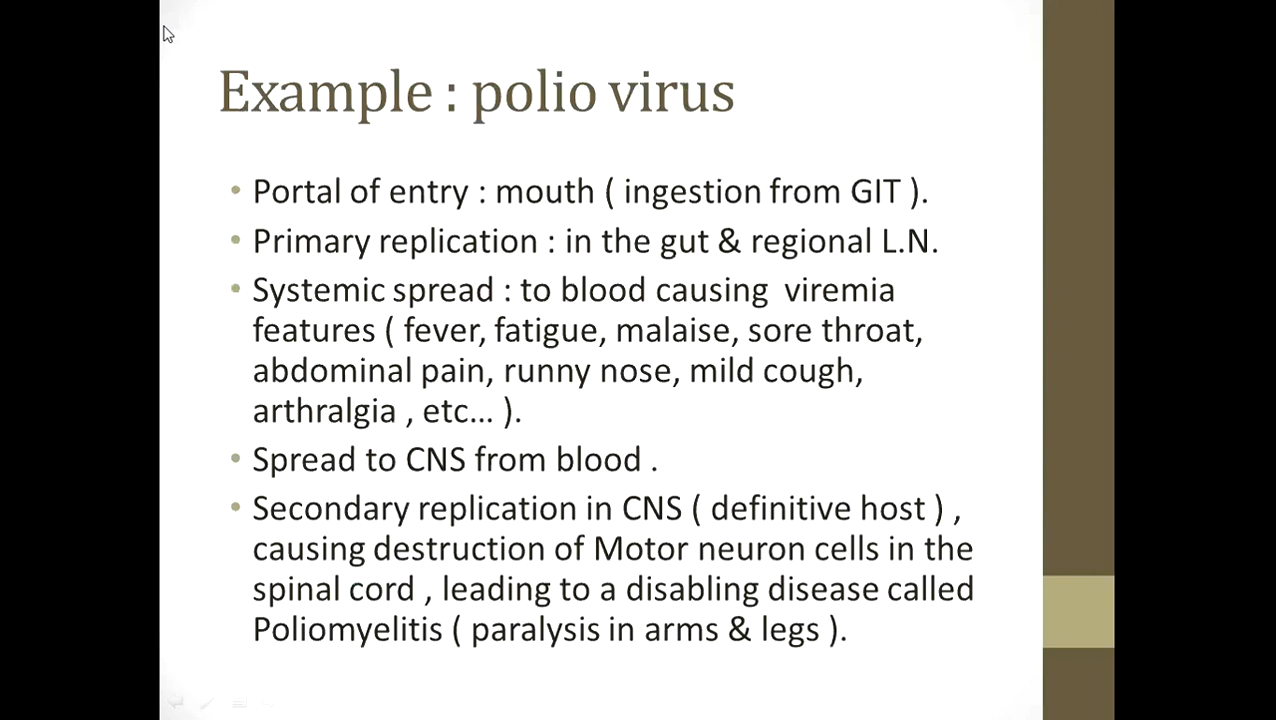 Example : polio virus
• Portal of entry : mouth ( ingestion from GIT ).
• Primary replication : in the gut & regional L.N.
• Systemic spread : to blood causing viremia
features ( fever, fatigue, malaise, sore throat,
abdominal pain, runny nose, mild cough,
arthralgia , etc... ).
• Spread to CNS from blood .
• Secondary replication in CNS ( definitive host ) ,
causing destruction of Motor neuron cells in the
spinal cord , leading to a disabling disease called
Poliomyelitis ( paralysis in arms & legs ).